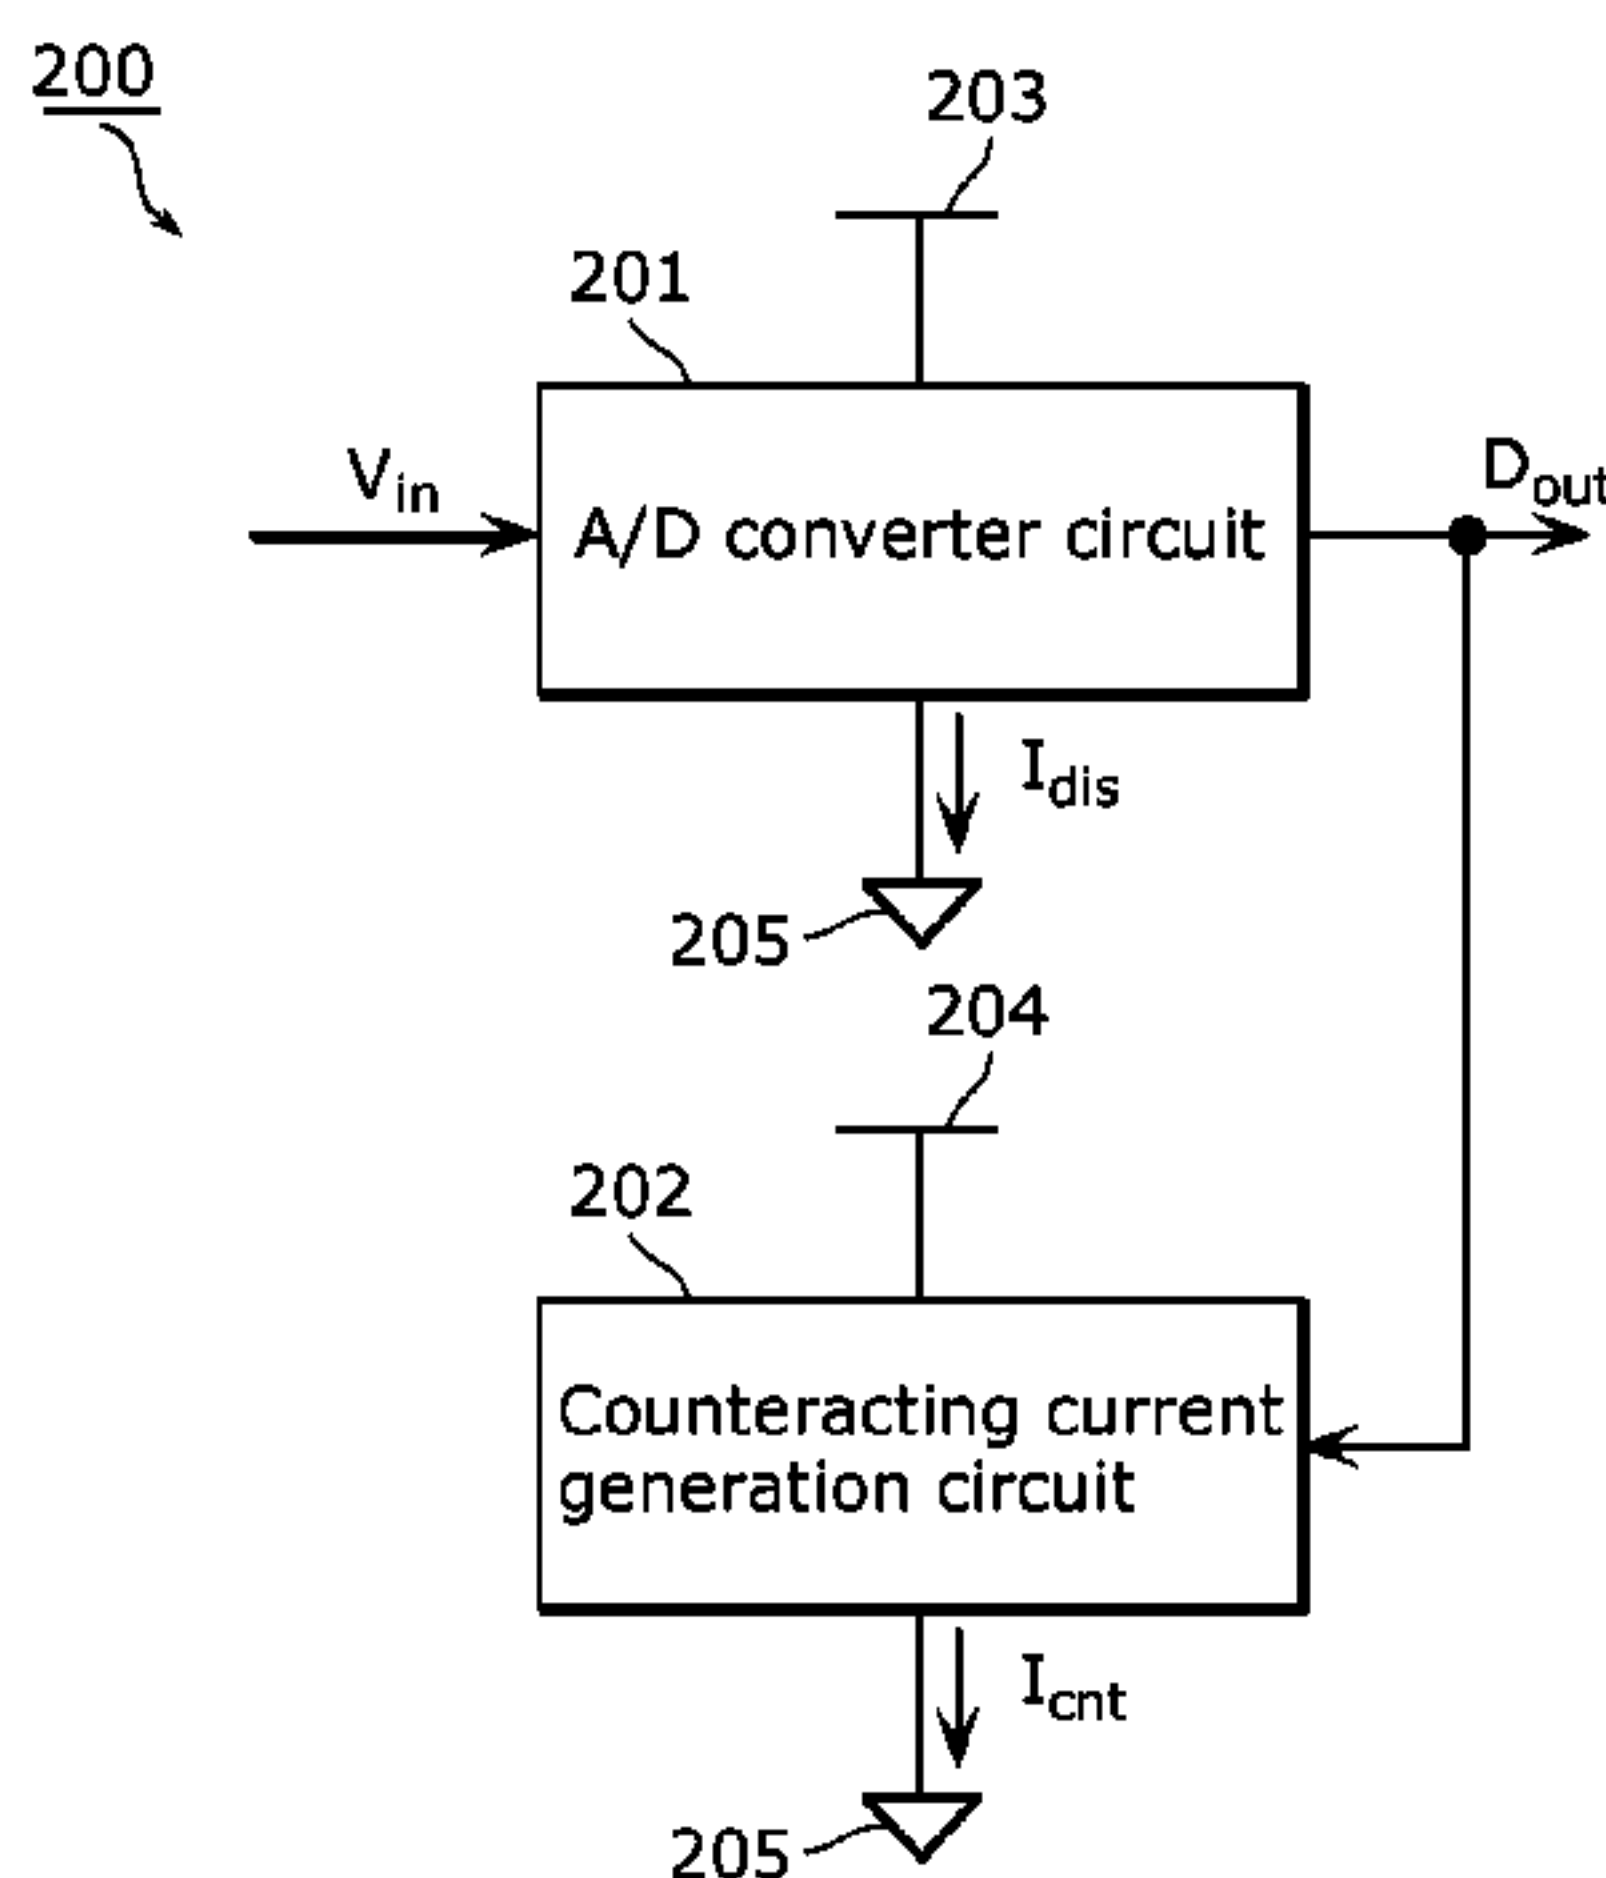 200
203
201
Vin
A/D converter circuit
Dout
Idis
205
204
202
Counteracting current
generation circuit
Icnt
205